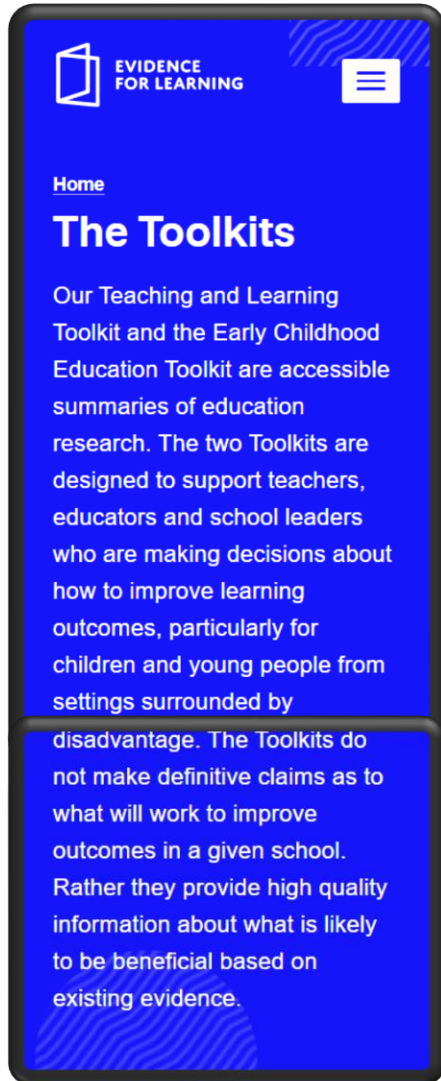 EVIDENCE
FOR LEARNING
Home
The Toolkits
Our Teaching and Learning
Toolkit and the Early Childhood
Education Toolkit are accessible
summaries of education
research. The two Toolkits are
designed to support teachers,
educators and school leaders
who are making decisions about
how to improve learning
outcomes, particularly for
children and young people from
settings surrounded by
disadvantage. The Toolkits do
not make definitive claims as to
what will work to improve
outcomes in a given school.
Rather they provide high quality
information about what is likely
to be beneficial based on
existing evidence.